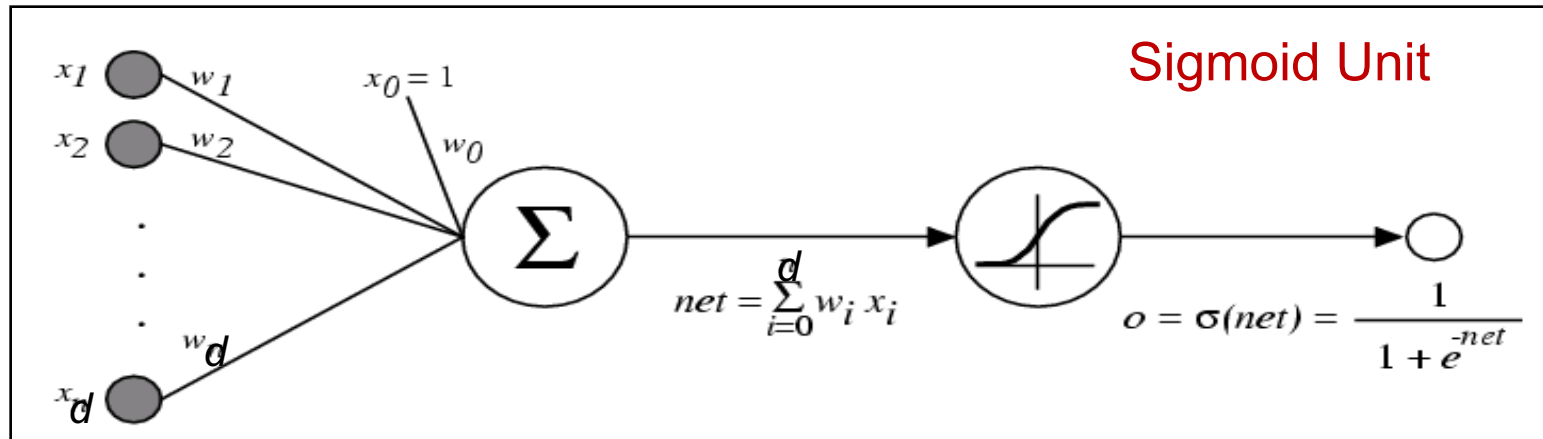 Sigmoid Unit
x1 w1
x0 = 1
x2 w2
w0
.
.
.
Σ
wd
xd
net = Σ i=0 d wi xi
o = σ(net) = 1 / 1 + e -net